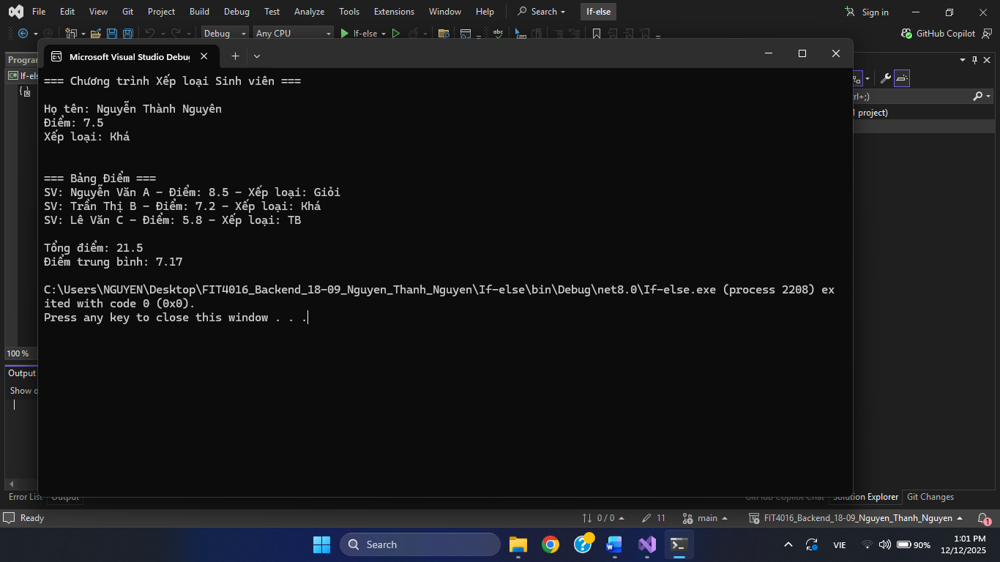 File Edit View Git Project Build Debug Test Analyze Tools Extensions Window Help Search If-else Sign in
Debug Any CPU If-else GitHub Copilot
Microsoft Visual Studio Debug
=== Chương trình Xếp loại Sinh viên ===
Họ tên: Nguyễn Thành Nguyên
Điểm: 7.5
Xếp loại: Khá
=== Bảng Điểm ===
SV: Nguyễn Văn A - Điểm: 8.5 - Xếp loại: Giỏi
SV: Trần Thị B - Điểm: 7.2 - Xếp loại: Khá
SV: Lê Văn C - Điểm: 5.8 - Xếp loại: TB
Tổng điểm: 21.5
Điểm trung bình: 7.17
C:\Users\NGUYEN\Desktop\FIT4016_Backend_18-09_Nguyen_Thanh_Nguyen\If-else\bin\Debug\net8.0\If-else.exe (process 2208) ex
ited with code 0 (0x0).
Press any key to close this window . . .
project)
100 %
Output
Show
Error List Output GitHub Copilot Chat Solution Explorer Git Changes
Ready 0 / 0 11 main FIT4016_Backend_18-09_Nguyen_Thanh_Nguyen 1
Search VIE 90% 1:01 PM
12/12/2025